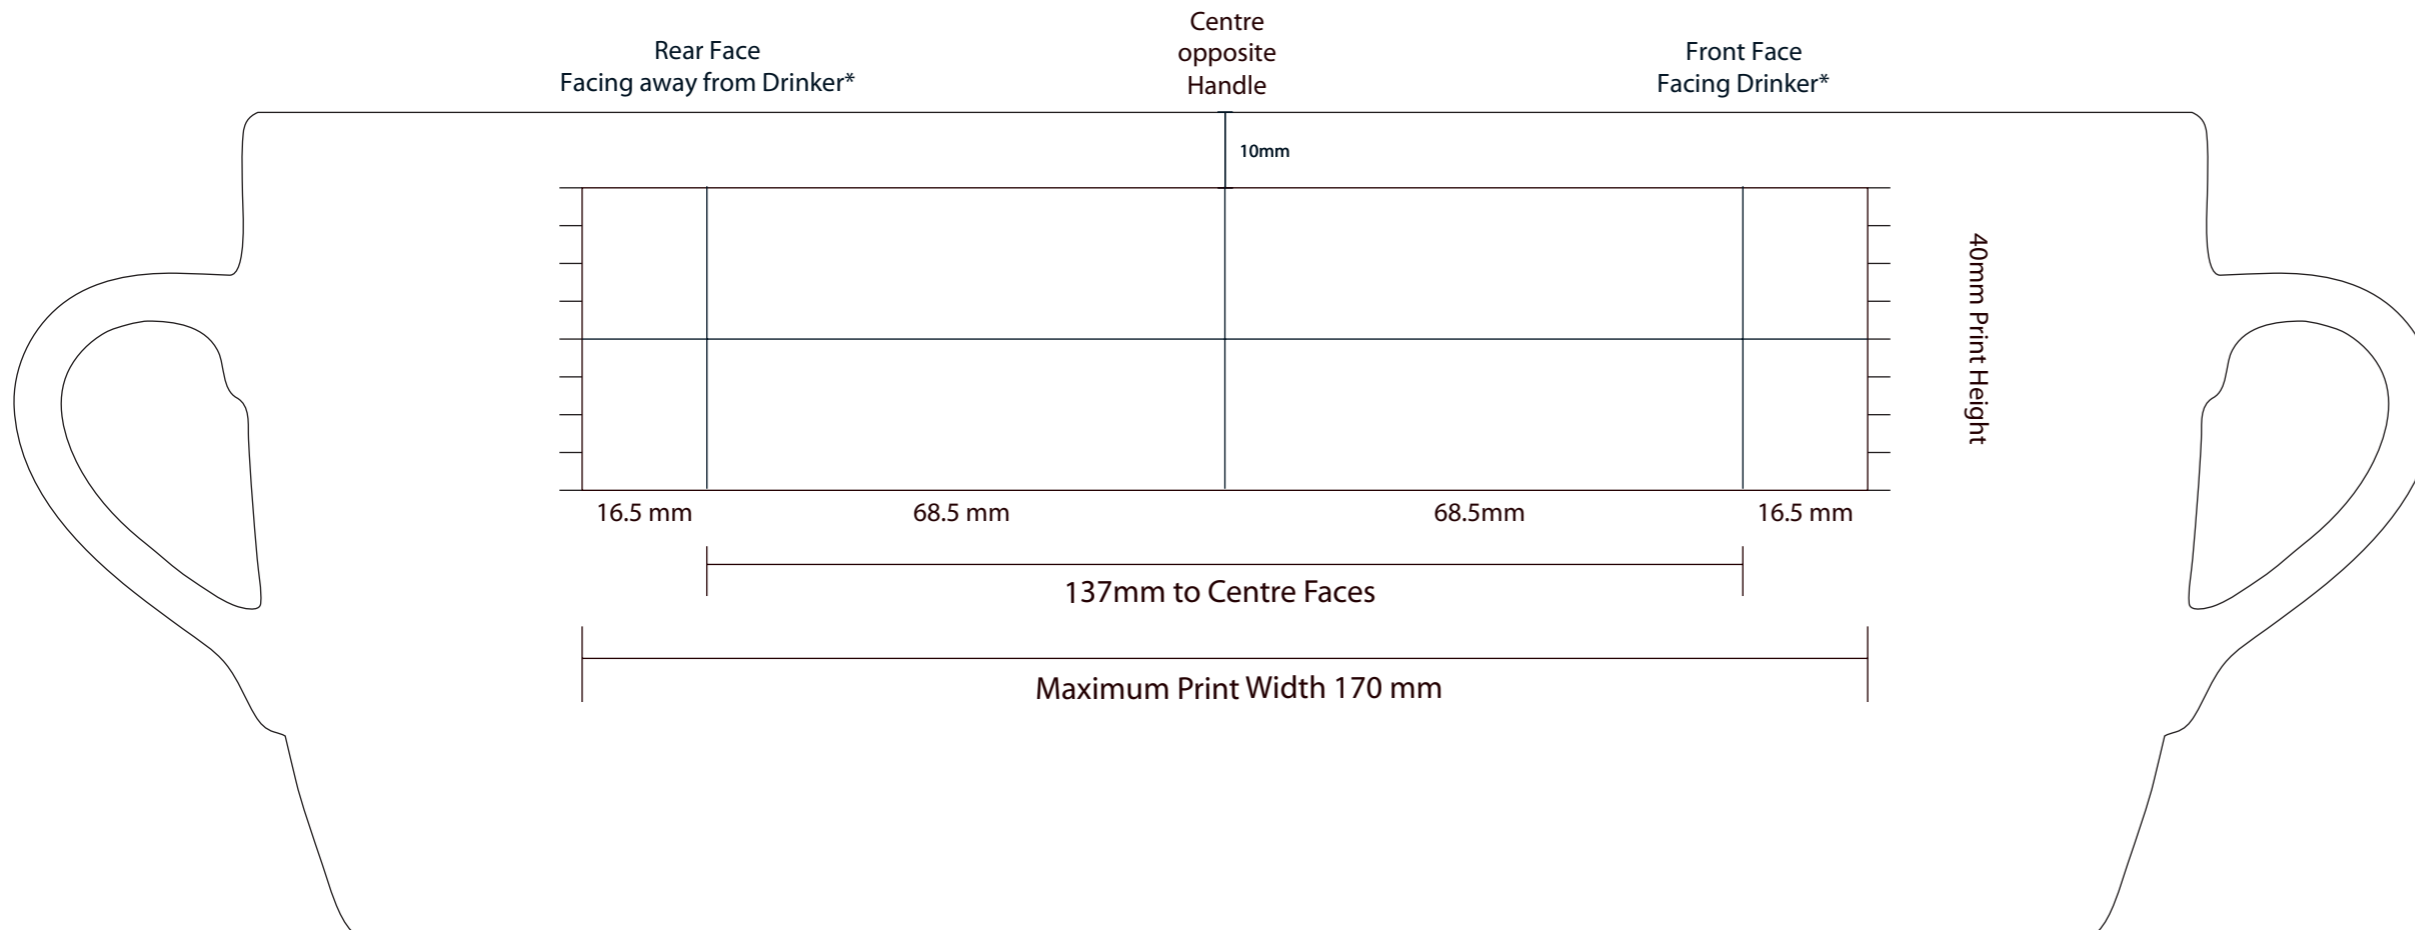 Rear Face
Facing away from Drinker*
Centre
opposite
Handle
Front Face
Facing Drinker*
10mm
40mm Print Height
16.5 mm
68.5 mm
68.5mm
16.5 mm
137mm to Centre Faces
Maximum Print Width 170 mm